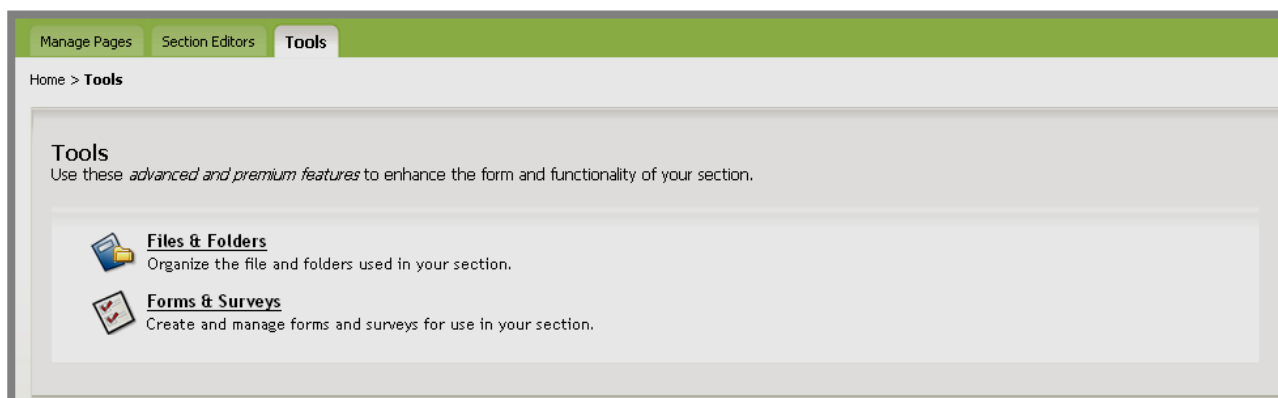 Manage Pages Section Editors Tools
Home > Tools
Tools
Use these advanced and premium features to enhance the form and functionality of your section.
Files & Folders
Organize the file and folders used in your section.
Forms & Surveys
Create and manage forms and surveys for use in your section.